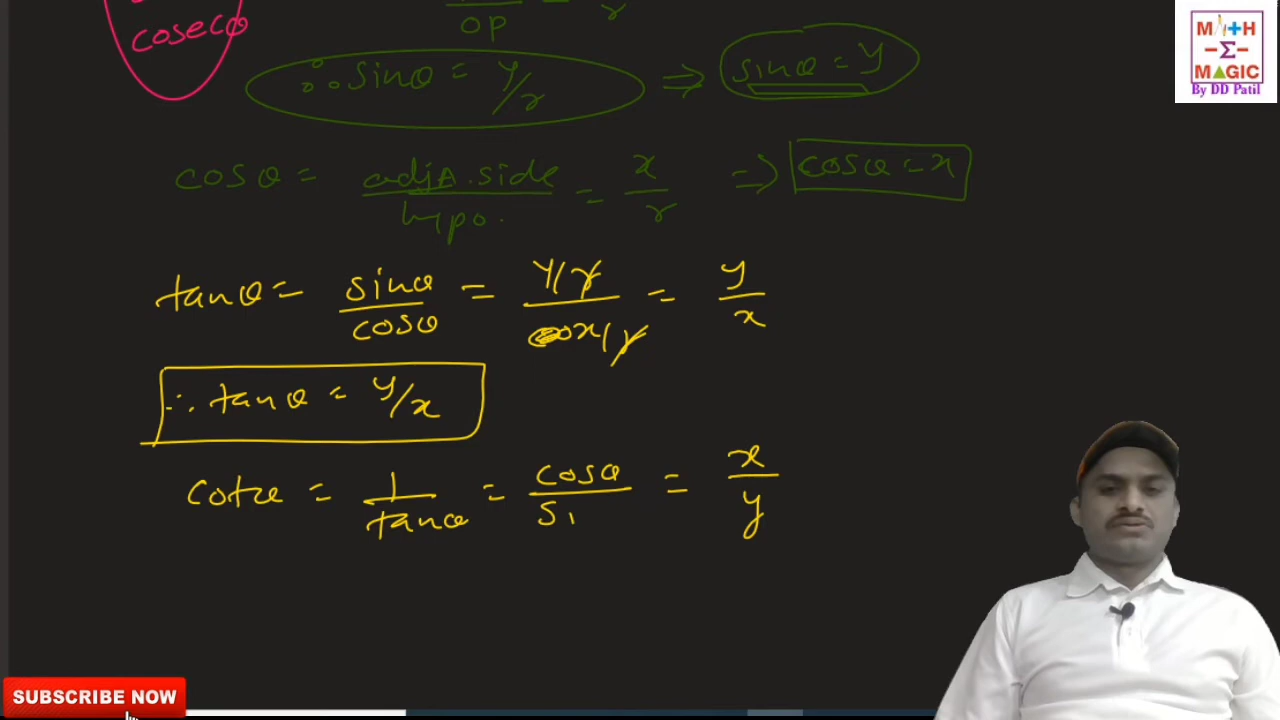 cosecθ
OP
r
∴ sinθ = y/r ⇒ sinθ = y
cosθ = adjA. side / hypo. = x/r ⇒ cosθ = x
tanθ = sinθ/cosθ = y/r / x/r = y/x
∴ tanθ = y/x
cotθ = 1/tanθ = cosθ/si = x/y
MATH
-Σ-
MAGIC
By DD Patil
SUBSCRIBE NOW